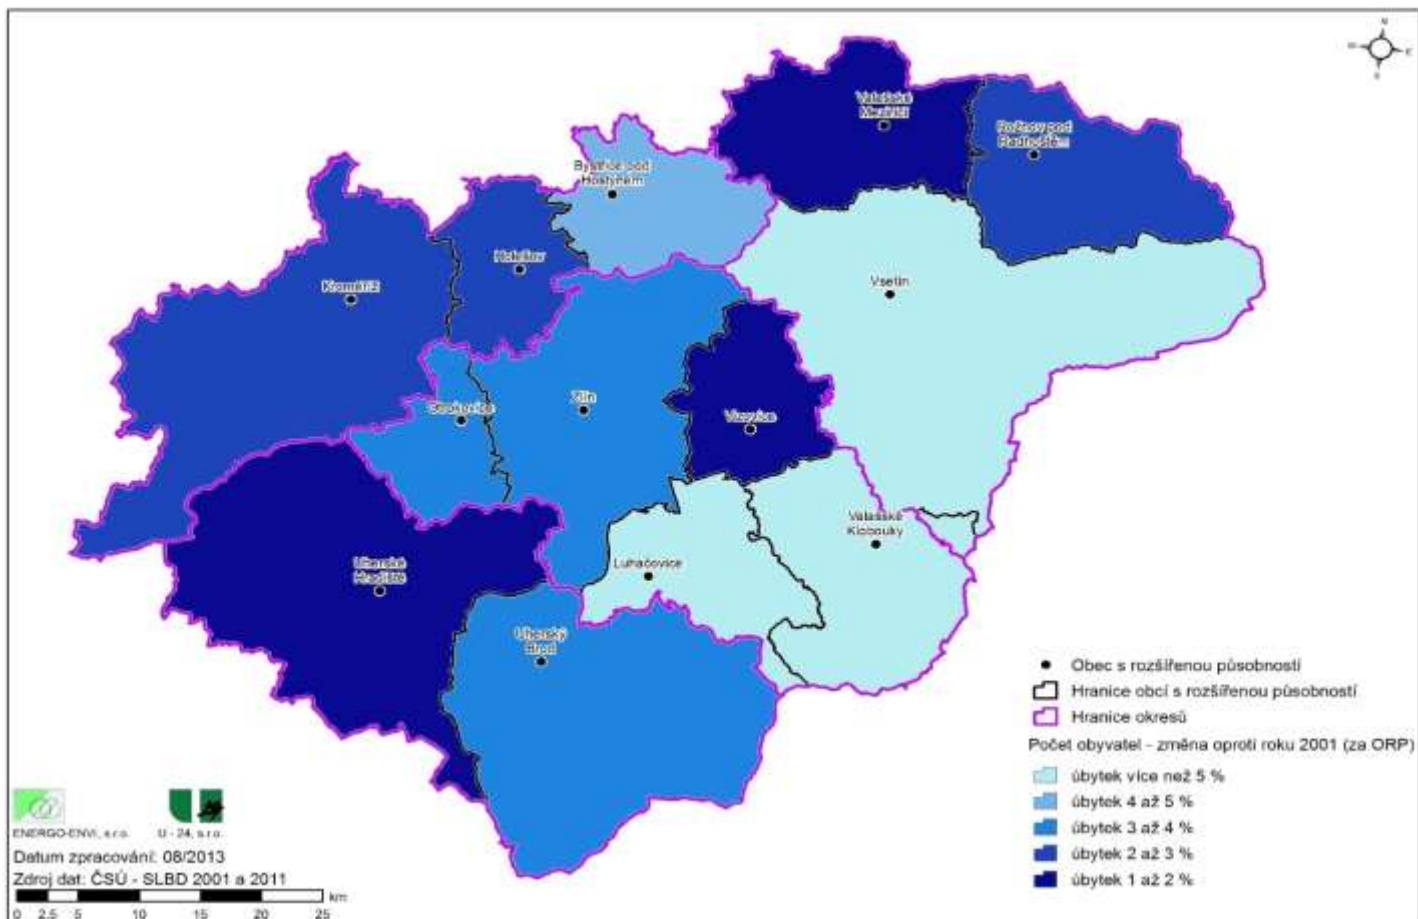 N
W
E
S
Valašské
Meziříčí
Rožnov pod
Radhoště...
Bystřice pod
Hostýnem
Holešov
Kroměříž
Vsetín
Otrokovice
Zlín
Vizovice
Valašské
Klobouky
Luhačovice
Uherské
Hradiště
Uherský
Brod
Obec s rozšířenou působností
Hranice obcí s rozšířenou působností
Hranice okresů
Počet obyvatel - změna oproti roku 2001 (za ORP)
úbytek více než 5 %
úbytek 4 až 5 %
úbytek 3 až 4 %
úbytek 2 až 3 %
úbytek 1 až 2 %
ENERGO-ENVI, s.r.o. U - 24, s.r.o.
Datum zpracování: 08/2013
Zdroj dat: ČSÚ - SLBD 2001 a 2011
km
0 2,5 5 10 15 20 25